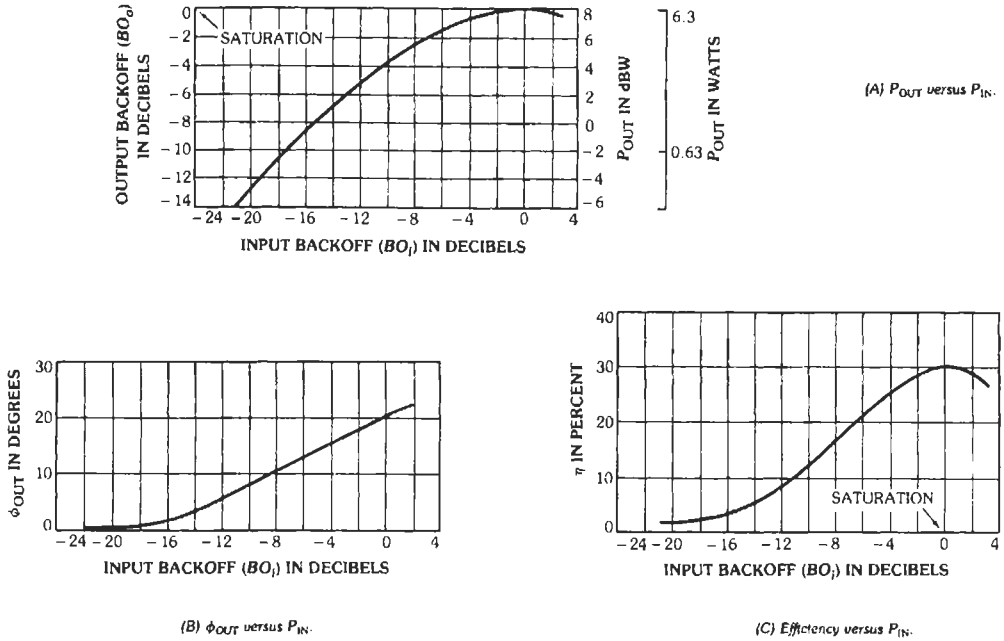 OUTPUT BACKOFF (BOo)
IN DECIBELS
0
-2
-4
-6
-8
-10
-12
-14
SATURATION
8
6
4
2
0
-2
-4
-6
POUT IN dBW
6.3
0.63
POUT IN WATTS
(A) POUT versus PIN.
-24 -20 -16 -12 -8 -4 0 4
INPUT BACKOFF (BOi) IN DECIBELS
ϕOUT IN DEGREES
30
20
10
0
-24 -20 -16 -12 -8 -4 0 4
INPUT BACKOFF (BOi) IN DECIBELS
(B) ϕOUT versus PIN.
η IN PERCENT
40
30
20
10
0
SATURATION
-24 -20 -16 -12 -8 -4 0 4
INPUT BACKOFF (BOi) IN DECIBELS
(C) Efficiency versus PIN.